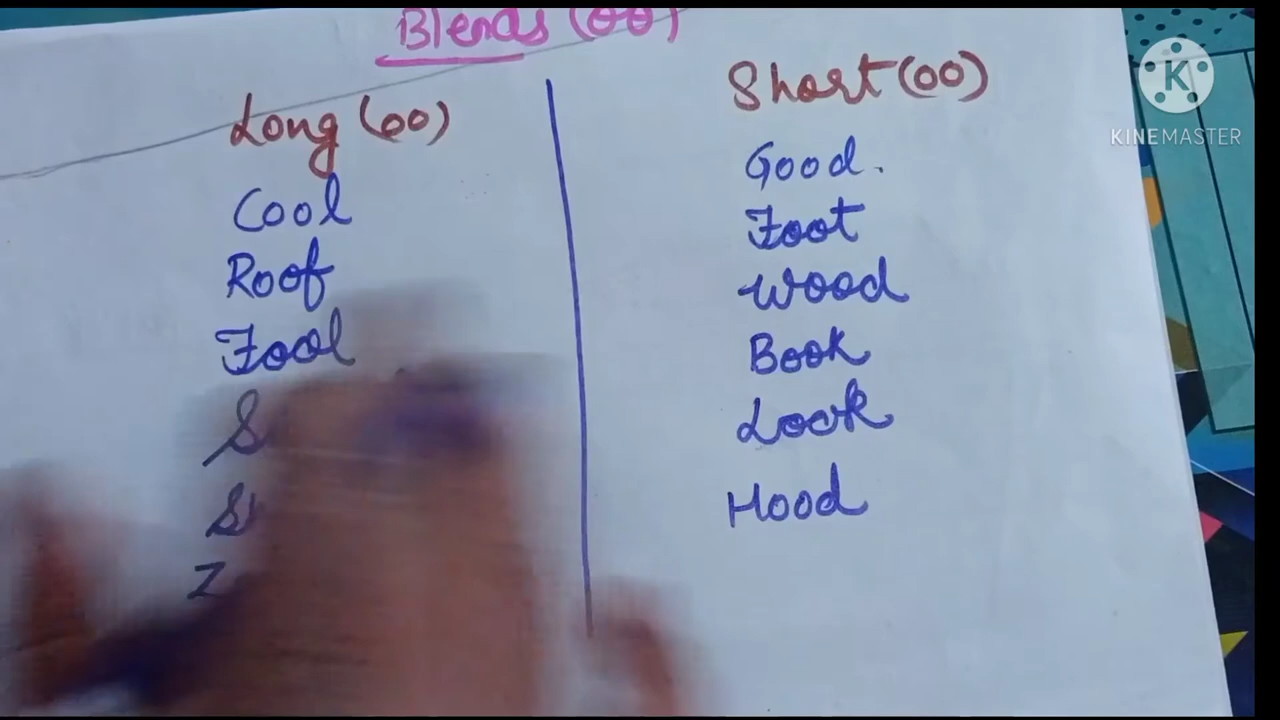 Blends (oo)
Long (oo)
Cool
Roof
Fool
Short (oo)
Good.
Foot
Wood
Book
Look
Hood
KINEMASTER